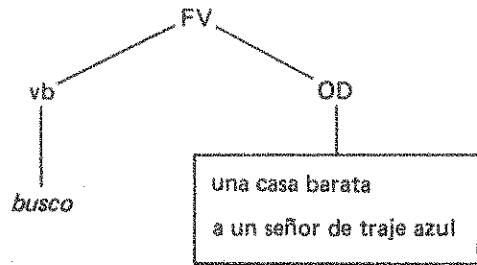 FV
vb OD
busco
una casa barata
a un señor de traje azul